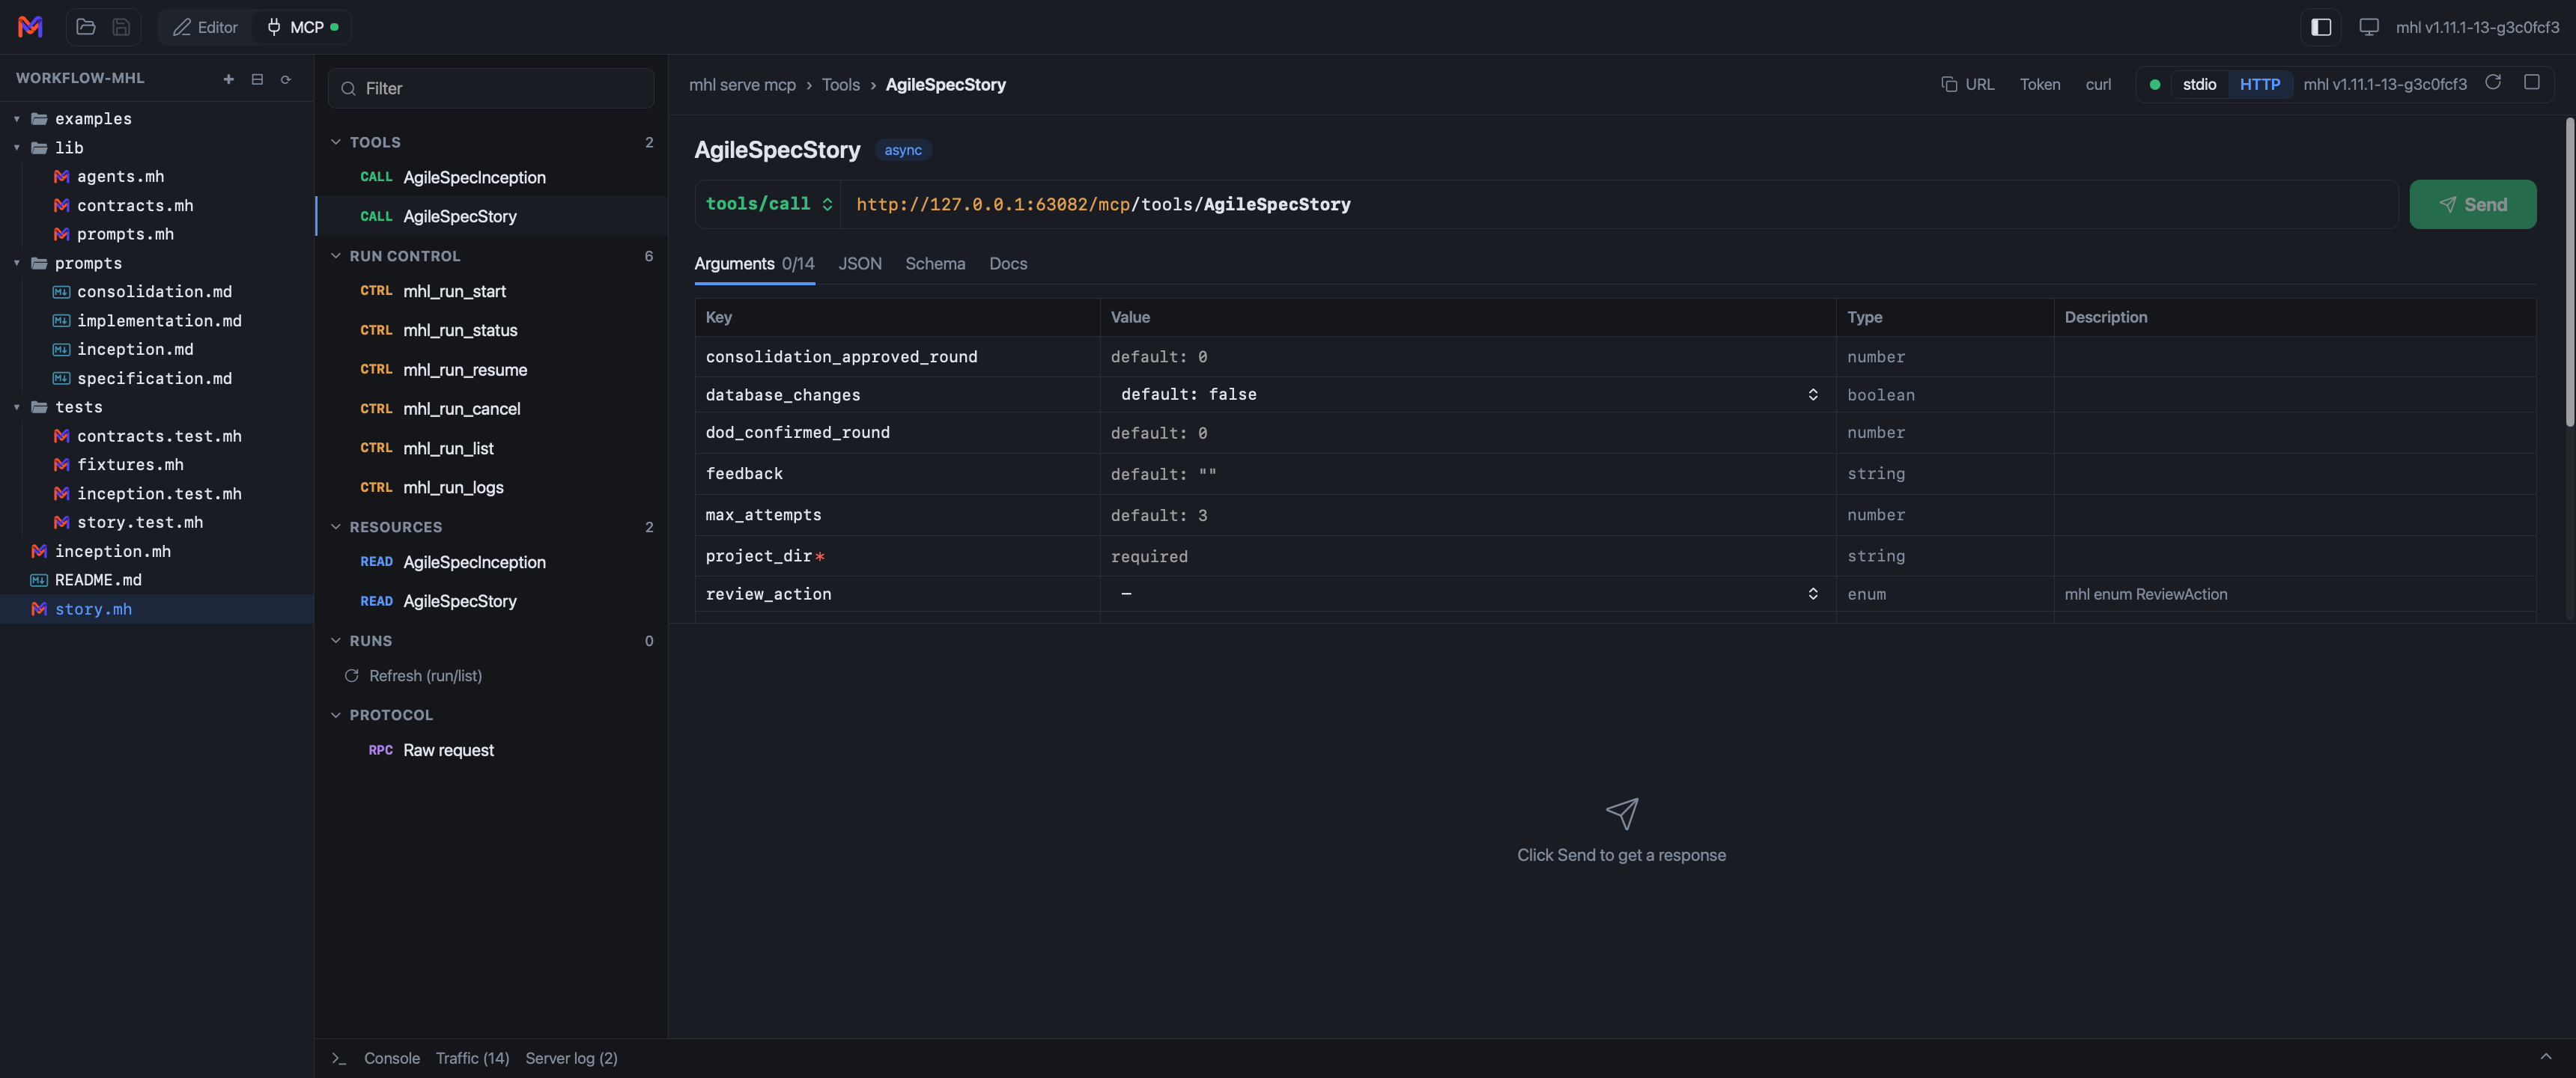 Editor
MCP
mhl v1.11.1-13-g3c0fcf3
WORKFLOW-MHL
examples
lib
agents.mh
contracts.mh
prompts.mh
prompts
consolidation.md
implementation.md
inception.md
specification.md
tests
contracts.test.mh
fixtures.mh
inception.test.mh
story.test.mh
inception.mh
README.md
story.mh
Filter
TOOLS 2
CALL AgileSpecInception
CALL AgileSpecStory
RUN CONTROL 6
CTRL mhl_run_start
CTRL mhl_run_status
CTRL mhl_run_resume
CTRL mhl_run_cancel
CTRL mhl_run_list
CTRL mhl_run_logs
RESOURCES 2
READ AgileSpecInception
READ AgileSpecStory
RUNS 0
Refresh (run/list)
PROTOCOL
RPC Raw request
mhl serve mcp › Tools › AgileSpecStory
URL Token curl stdio HTTP mhl v1.11.1-13-g3c0fcf3
AgileSpecStory async
tools/call http://127.0.0.1:63082/mcp/tools/AgileSpecStory Send
Arguments 0/14 JSON Schema Docs
Key Value Type Description
consolidation_approved_round default: 0 number
database_changes default: false boolean
dod_confirmed_round default: 0 number
feedback default: "" string
max_attempts default: 3 number
project_dir* required string
review_action — enum mhl enum ReviewAction
Click Send to get a response
Console Traffic (14) Server log (2)